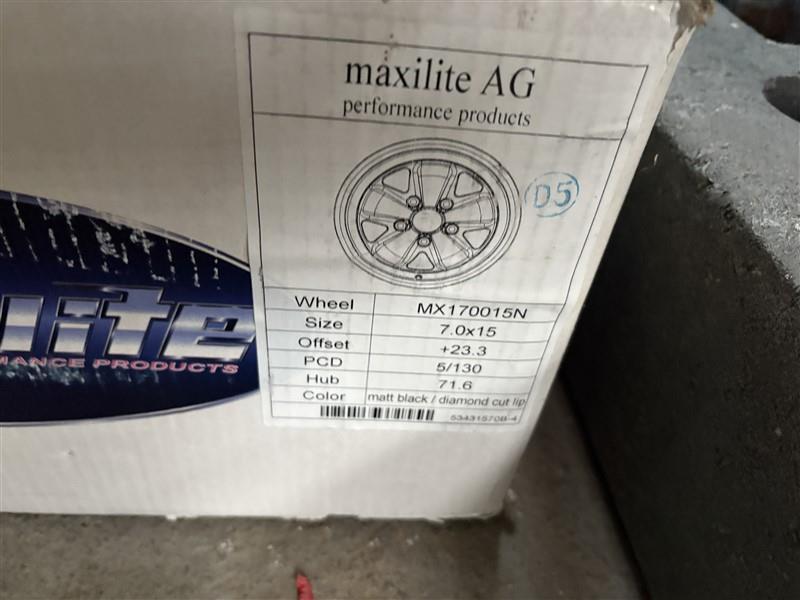 maxilite AG
performance products
D5
Wheel MX170015N
Size 7.0x15
Offset +23.3
PCD 5/130
Hub 71.6
Color matt black / diamond cut lip
53431570B-4
lite
MANCE PRODUCTS